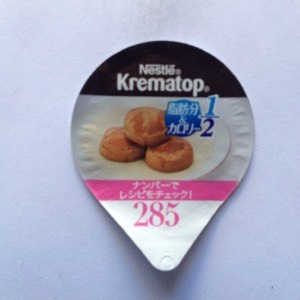 Nestlé®
Krematop®
脂肪分
&
カロリー
1/2
ナンバーで
レシピをチェック!
285